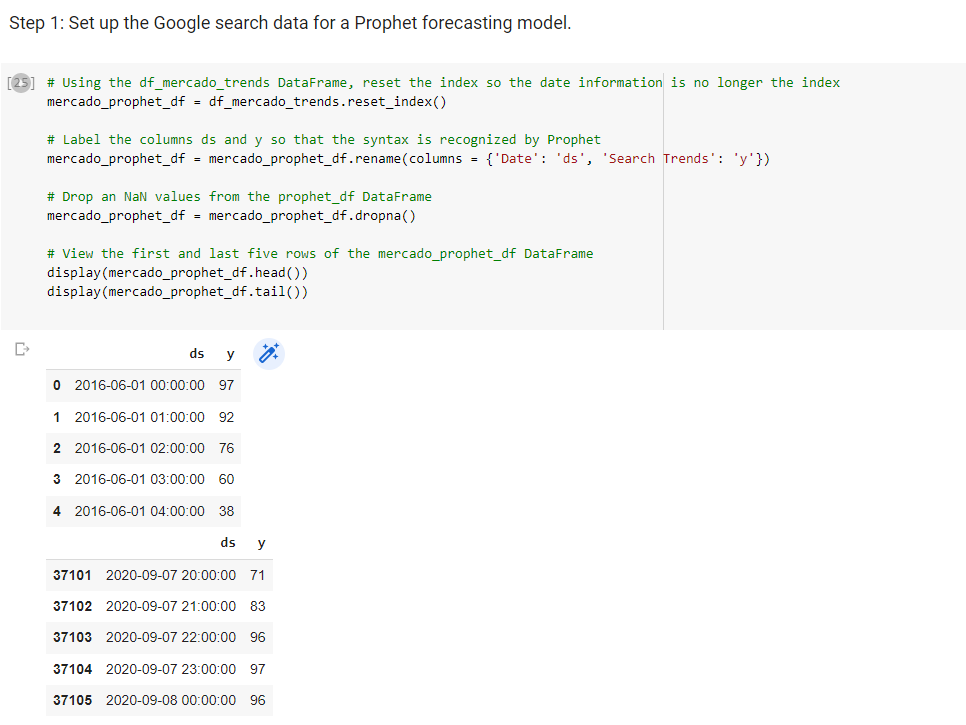 Step 1: Set up the Google search data for a Prophet forecasting model.
[25] # Using the df_mercado_trends DataFrame, reset the index so the date information is no longer the index
mercado_prophet_df = df_mercado_trends.reset_index()
# Label the columns ds and y so that the syntax is recognized by Prophet
mercado_prophet_df = mercado_prophet_df.rename(columns = {'Date': 'ds', 'Search Trends': 'y'})
# Drop an NaN values from the prophet_df DataFrame
mercado_prophet_df = mercado_prophet_df.dropna()
# View the first and last five rows of the mercado_prophet_df DataFrame
display(mercado_prophet_df.head())
display(mercado_prophet_df.tail())
ds y
0 2016-06-01 00:00:00 97
1 2016-06-01 01:00:00 92
2 2016-06-01 02:00:00 76
3 2016-06-01 03:00:00 60
4 2016-06-01 04:00:00 38
ds y
37101 2020-09-07 20:00:00 71
37102 2020-09-07 21:00:00 83
37103 2020-09-07 22:00:00 96
37104 2020-09-07 23:00:00 97
37105 2020-09-08 00:00:00 96